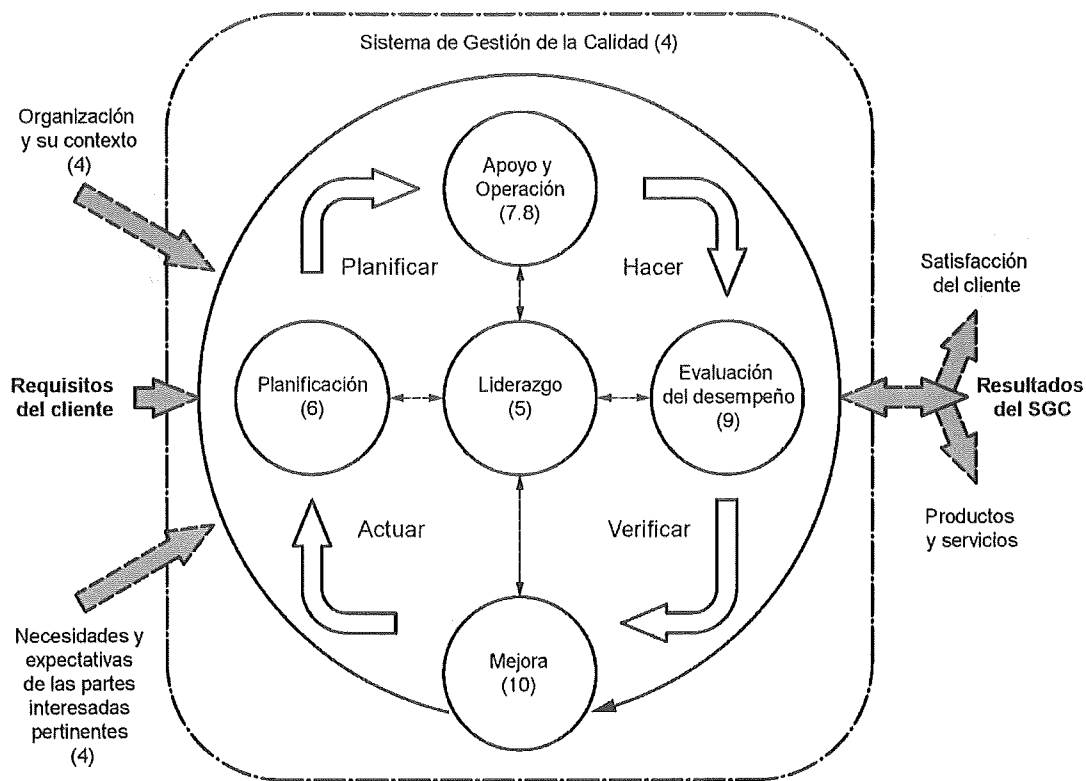 Sistema de Gestión de la Calidad (4)
Organización
y su contexto
(4)
Requisitos
del cliente
Necesidades y
expectativas
de las partes
interesadas
pertinentes
(4)
Apoyo y
Operación
(7.8)
Planificar
Hacer
Planificación
(6)
Liderazgo
(5)
Evaluación
del desempeño
(9)
Actuar
Verificar
Mejora
(10)
Satisfacción
del cliente
Resultados
del SGC
Productos
y servicios